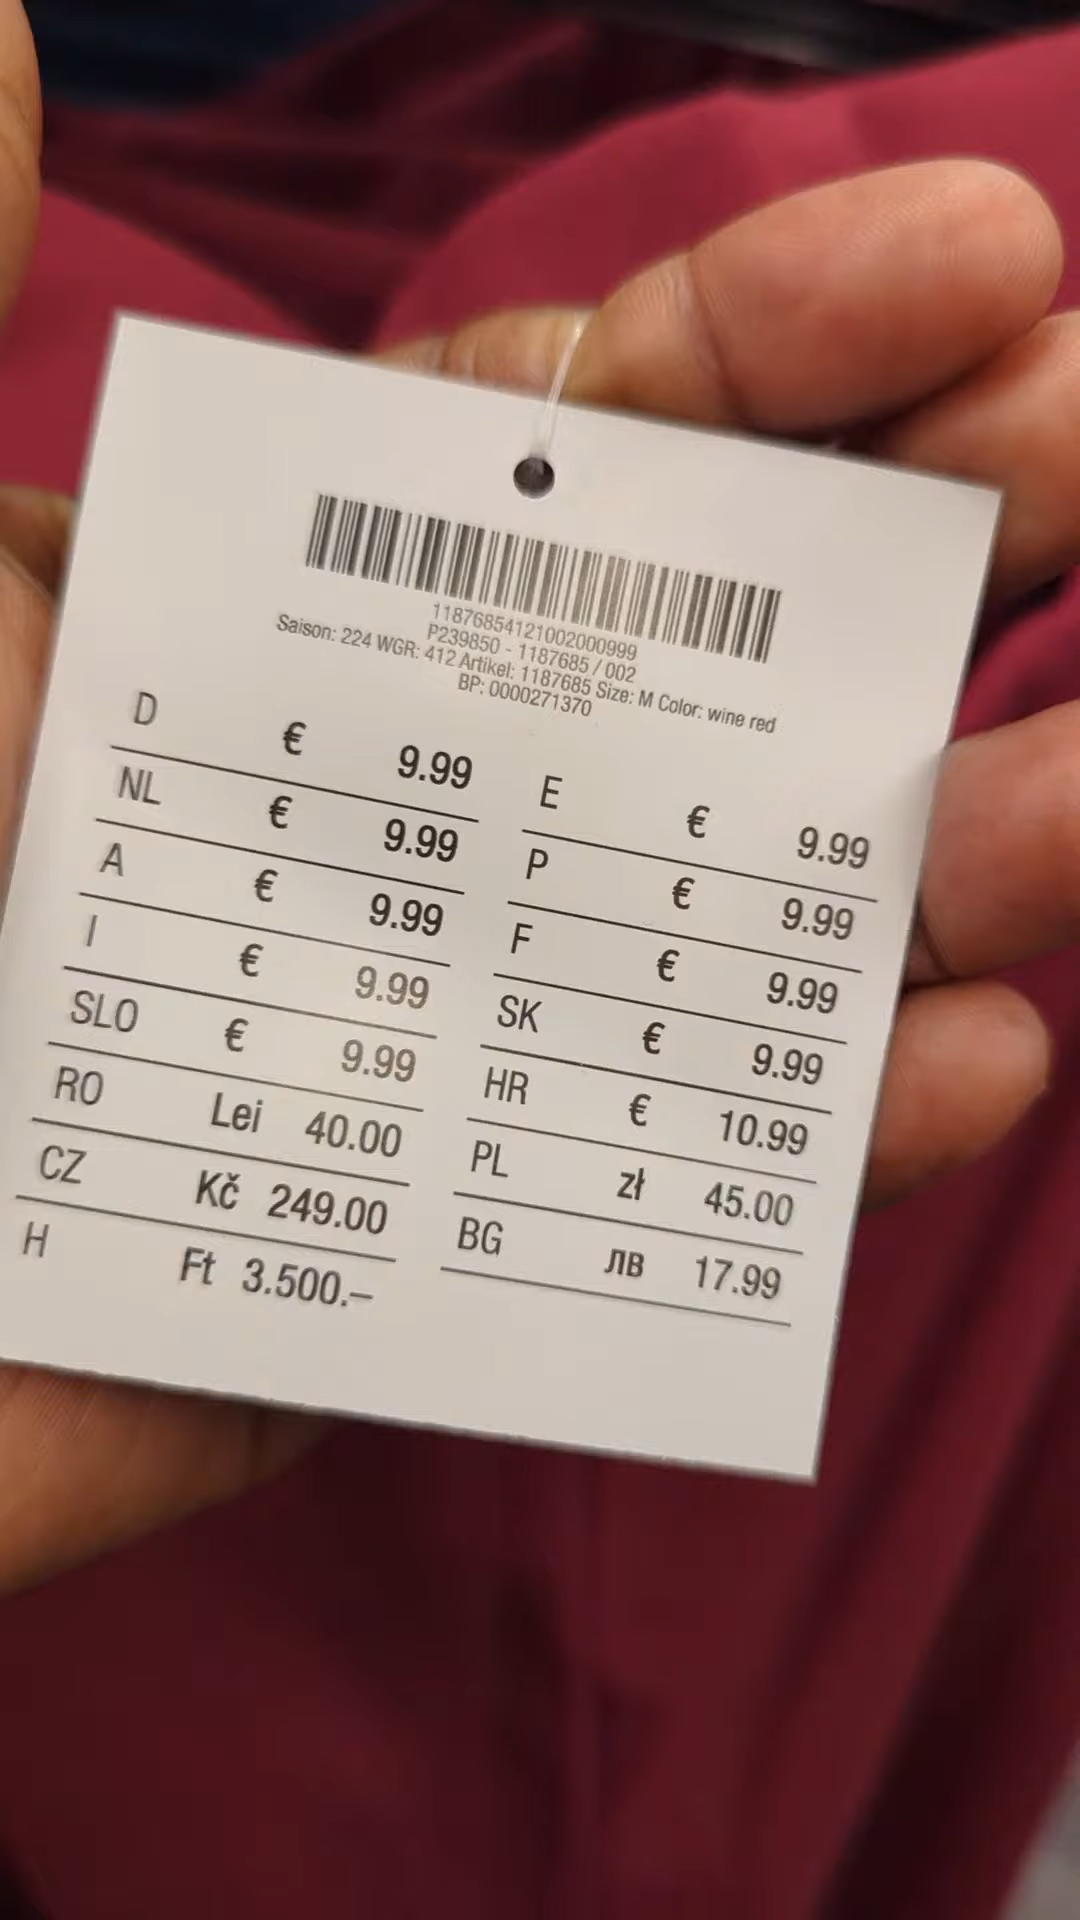 11876854121002000999
P239850 - 1187685 / 002
Saison: 224 WGR: 412 Artikel: 1187685 Size: M Color: wine red
BP: 0000271370
D € 9.99
NL € 9.99
A € 9.99
I € 9.99
SLO € 9.99
RO Lei 40.00
CZ Kč 249.00
H Ft 3.500.–
E € 9.99
P € 9.99
F € 9.99
SK € 9.99
HR € 10.99
PL zł 45.00
BG лв 17.99